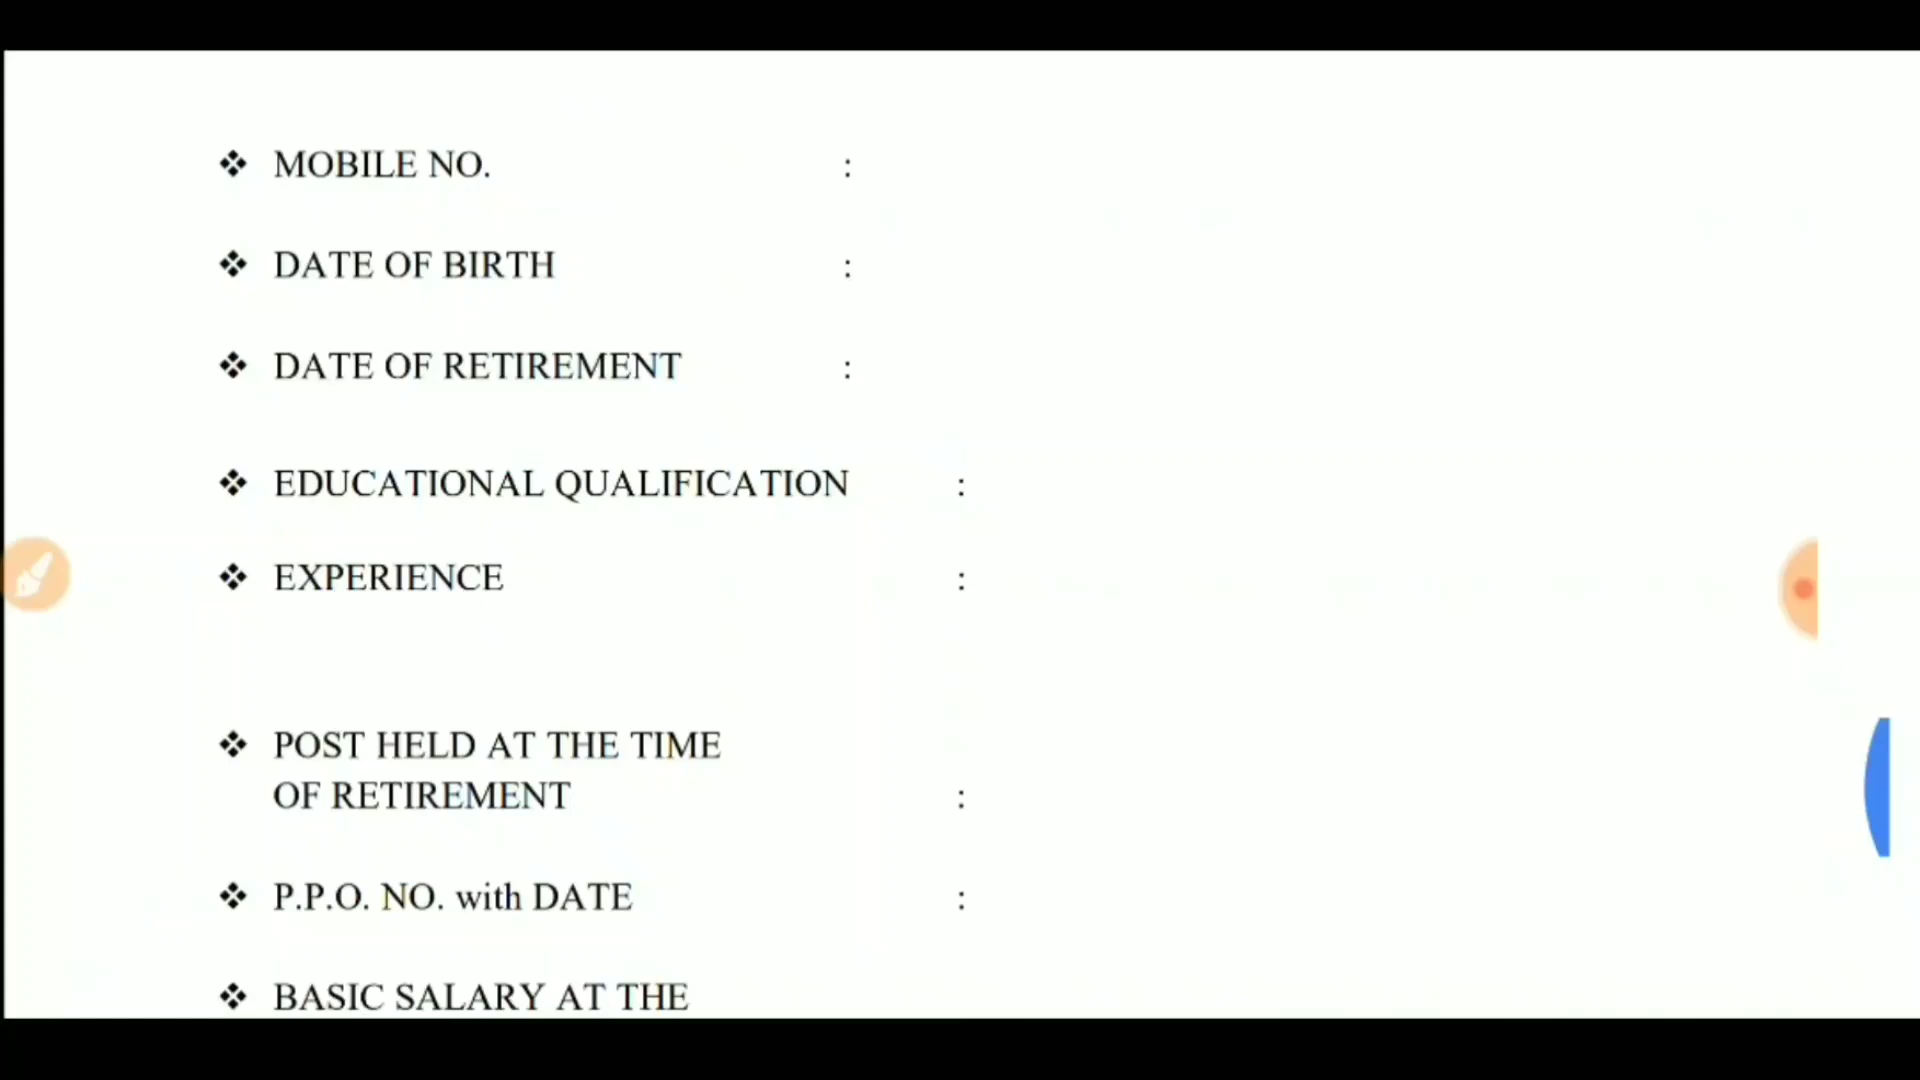 ❖ MOBILE NO. :
❖ DATE OF BIRTH :
❖ DATE OF RETIREMENT :
❖ EDUCATIONAL QUALIFICATION :
❖ EXPERIENCE :
❖ POST HELD AT THE TIME
OF RETIREMENT :
❖ P.P.O. NO. with DATE :
❖ BASIC SALARY AT THE